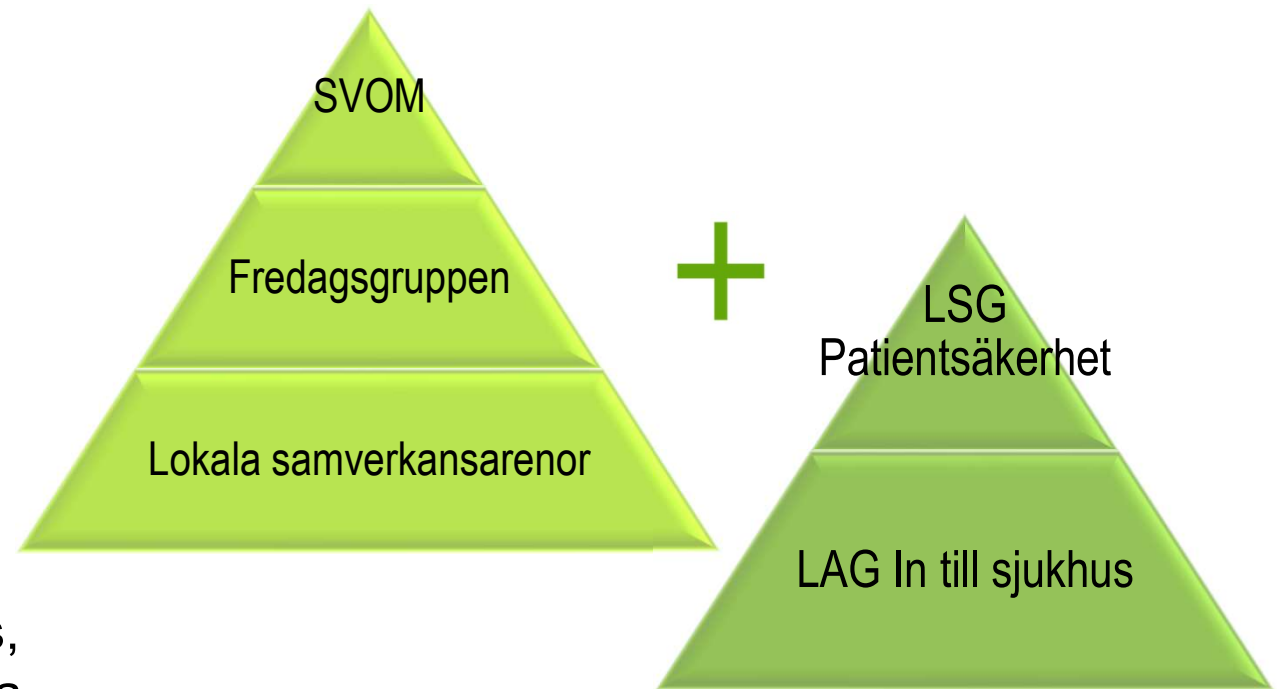 SVOM
Fredagsgruppen
Lokala samverkansarenor
+
LSG
Patientsäkerhet
LAG In till sjukhus
s,